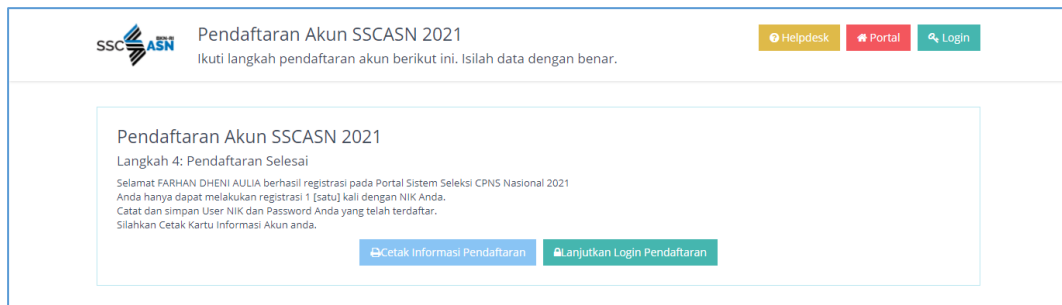 SSC ASN BKN-RI
Pendaftaran Akun SSCASN 2021
Ikuti langkah pendaftaran akun berikut ini. Isilah data dengan benar.
Helpdesk
Portal
Login
Pendaftaran Akun SSCASN 2021
Langkah 4: Pendaftaran Selesai
Selamat FARHAN DHENI AULIA berhasil registrasi pada Portal Sistem Seleksi CPNS Nasional 2021
Anda hanya dapat melakukan registrasi 1 [satu] kali dengan NIK Anda.
Catat dan simpan User NIK dan Password Anda yang telah terdaftar.
Silahkan Cetak Kartu Informasi Akun anda.
Cetak Informasi Pendaftaran
Lanjutkan Login Pendaftaran